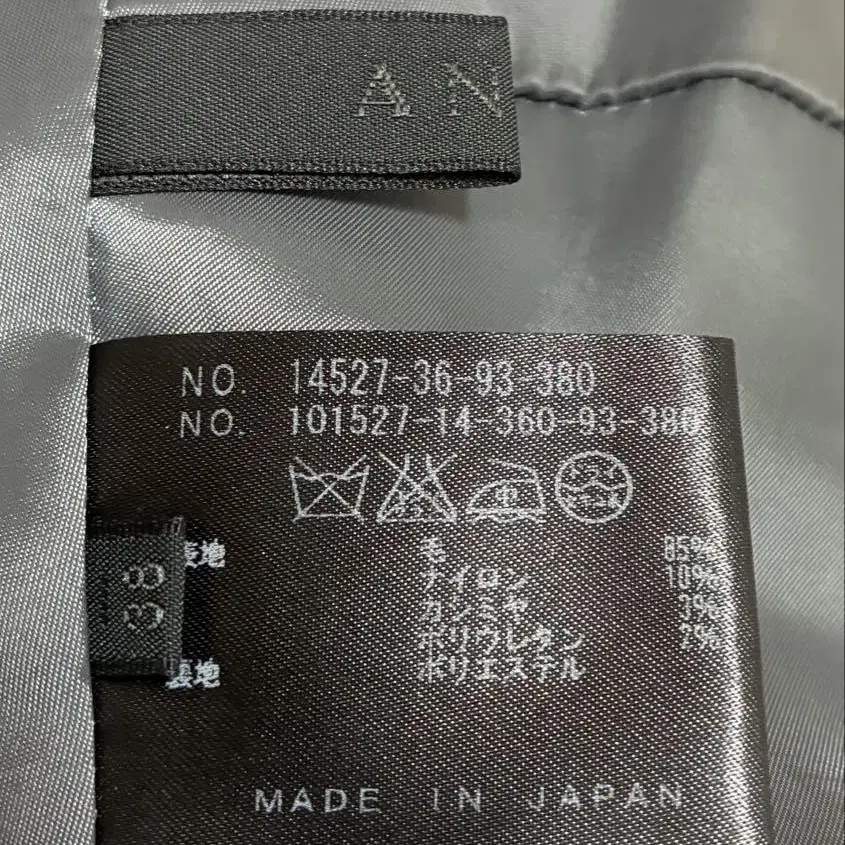 AN
NO. 14527-36-93-380
NO. 101527-14-360-93-380
中
38
表地 毛 85%
ナイロン 10%
カシミヤ 3%
ポリウレタン 2%
裏地 ポリエステル
MADE IN JAPAN